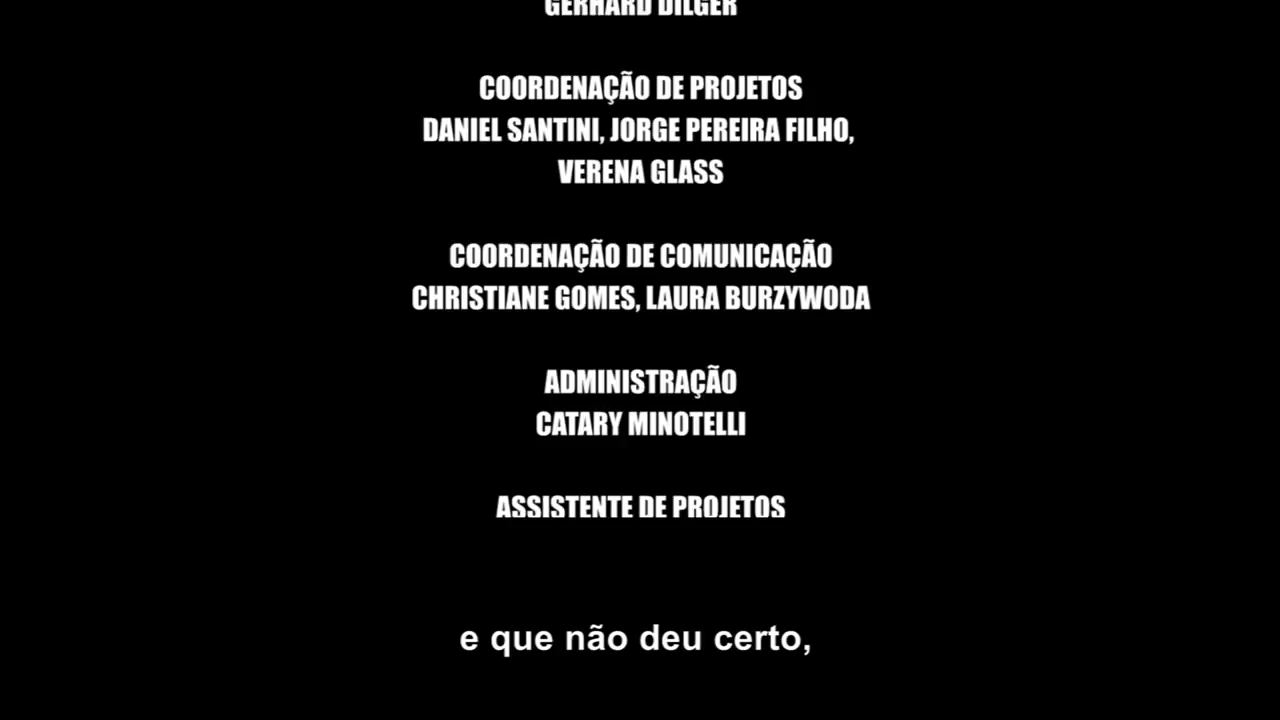 GERHARD DILGER
COORDENAÇÃO DE PROJETOS
DANIEL SANTINI, JORGE PEREIRA FILHO,
VERENA GLASS
COORDENAÇÃO DE COMUNICAÇÃO
CHRISTIANE GOMES, LAURA BURZYWODA
ADMINISTRAÇÃO
CATARY MINOTELLI
ASSISTENTE DE PROJETOS
e que não deu certo,